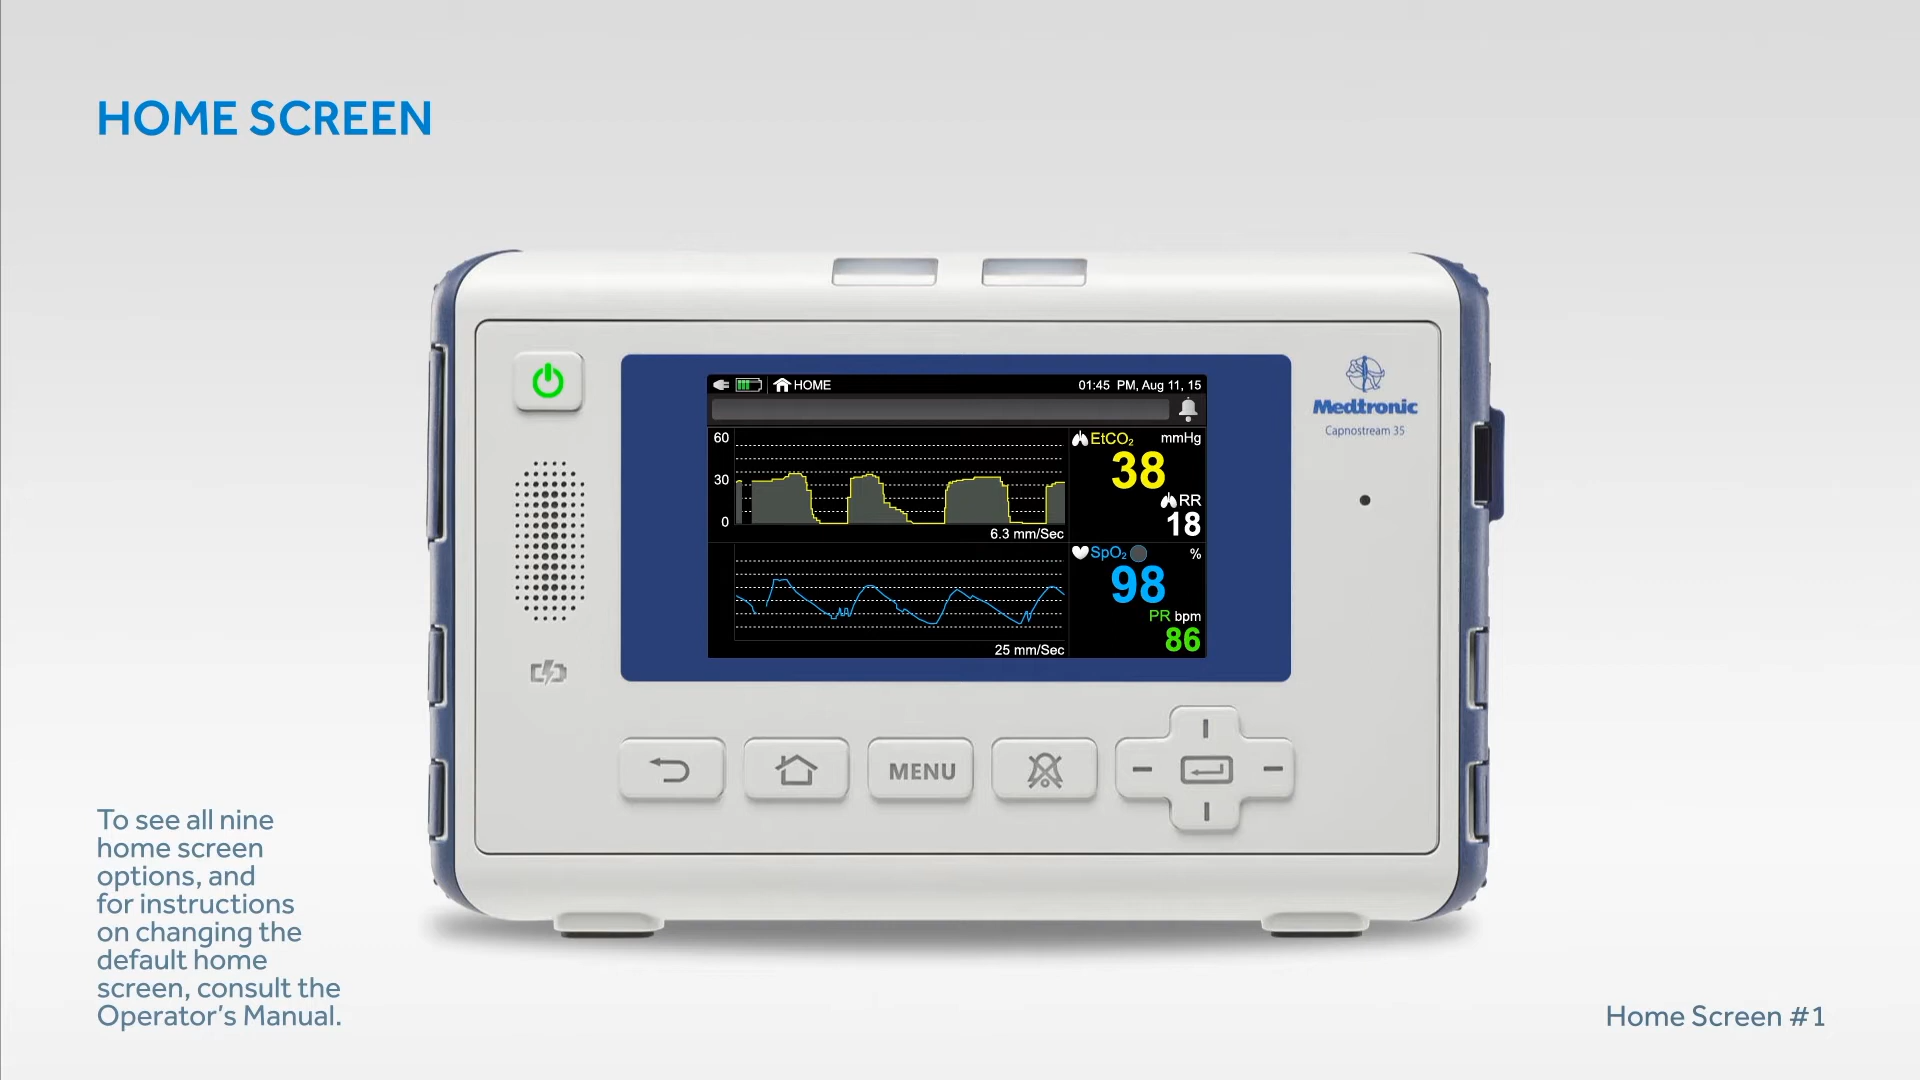 HOME SCREEN
HOME
01:45 PM, Aug 11, 15
60
30
0
6.3 mm/Sec
EtCO₂ mmHg
38
RR
18
25 mm/Sec
SpO₂ %
98
PR bpm
86
Medtronic
Capnostream 35
MENU
To see all nine
home screen
options, and
for instructions
on changing the
default home
screen, consult the
Operator's Manual.
Home Screen #1